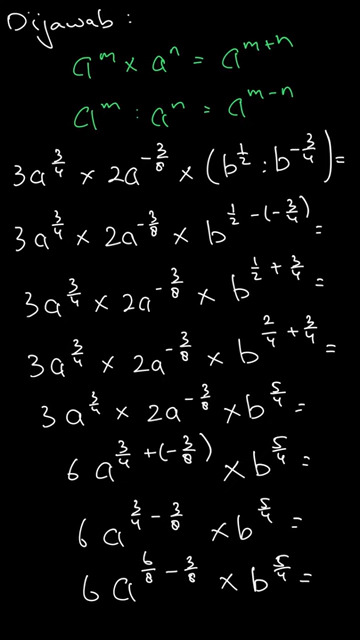 Dijawab :
a^m × a^n = a^{m+n}
a^m : a^n = a^{m-n}
3a^{3/4} × 2a^{-3/8} × (b^{1/2} : b^{-3/4}) =
3a^{3/4} × 2a^{-3/8} × b^{1/2 - (-3/4)} =
3a^{3/4} × 2a^{-3/8} × b^{1/2 + 3/4} =
3a^{3/4} × 2a^{-3/8} × b^{2/4 + 3/4} =
3a^{3/4} × 2a^{-3/8} × b^{5/4} =
6 a^{3/4 + (-3/8)} × b^{5/4} =
6 a^{3/4 - 3/8} × b^{5/4} =
6 a^{6/8 - 3/8} × b^{5/4} =